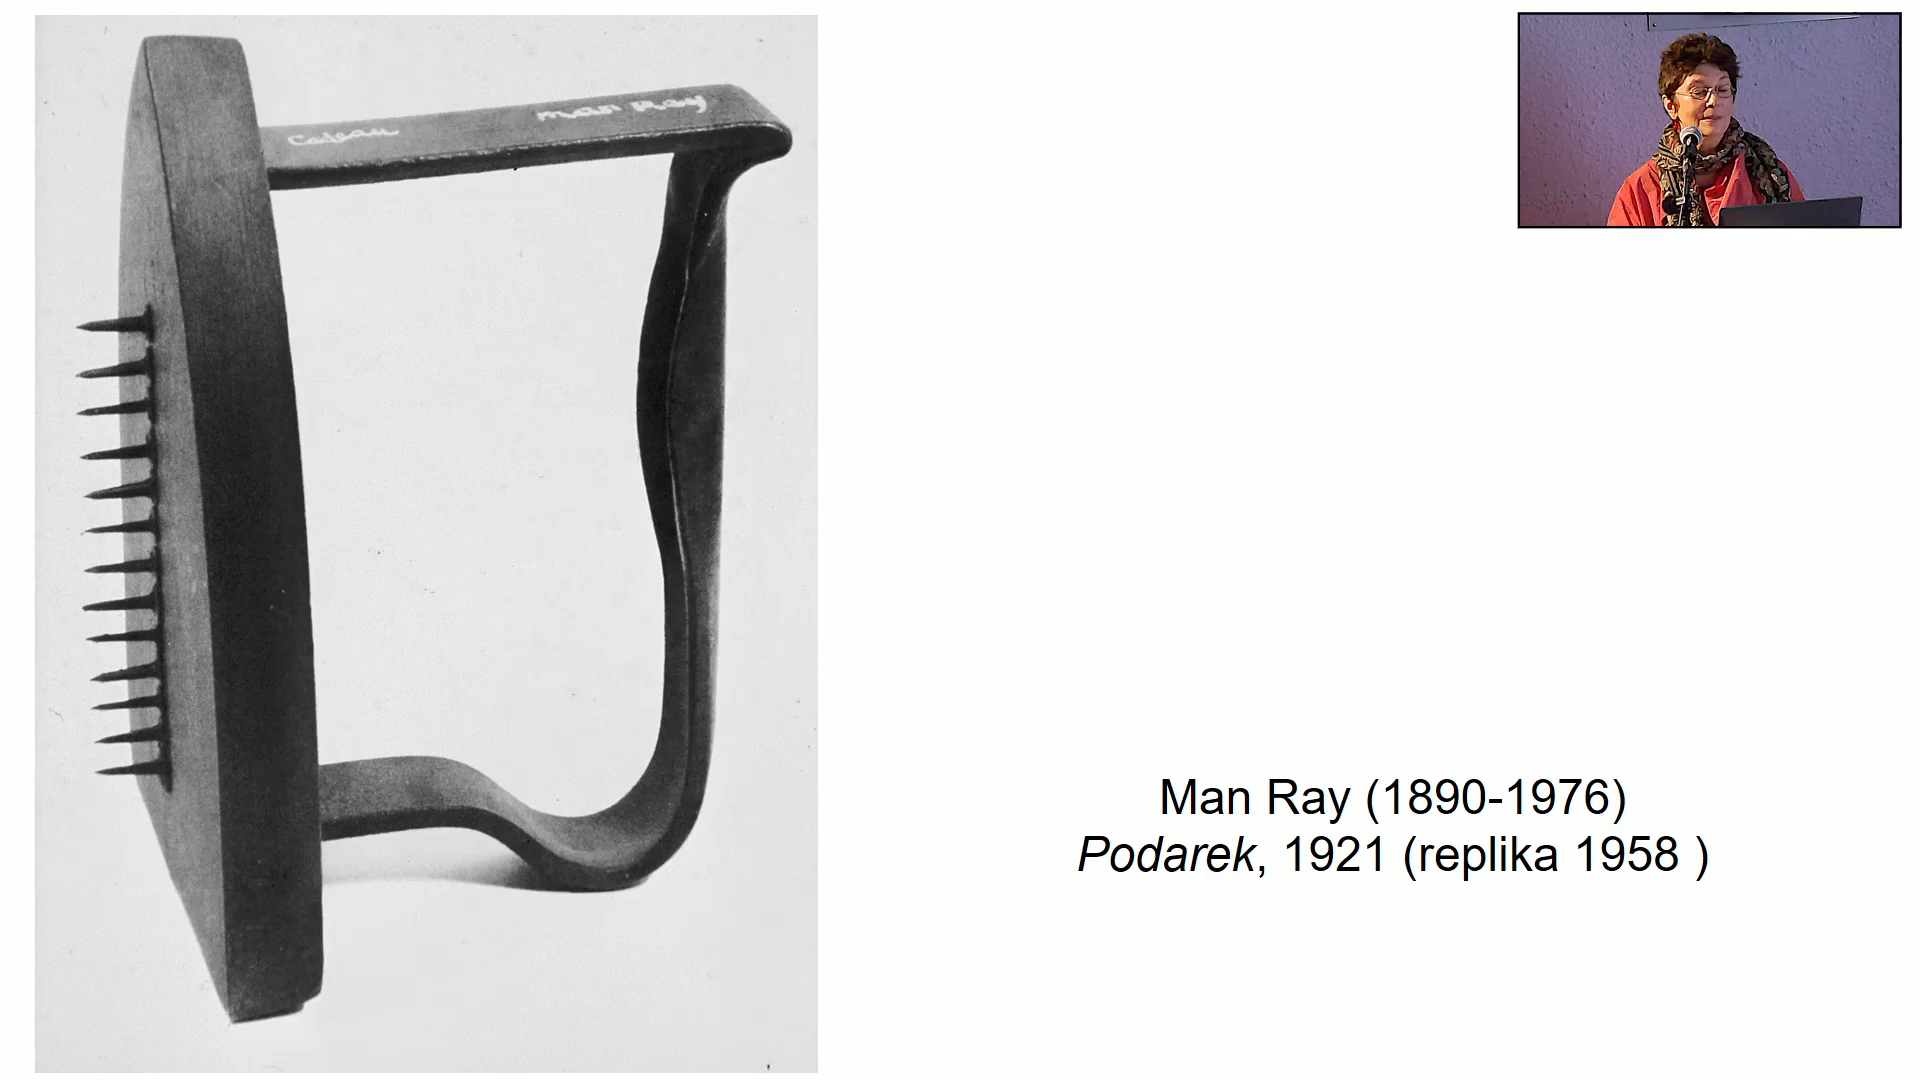 Cadeau
man Ray
Man Ray (1890-1976)
Podarek, 1921 (replika 1958 )